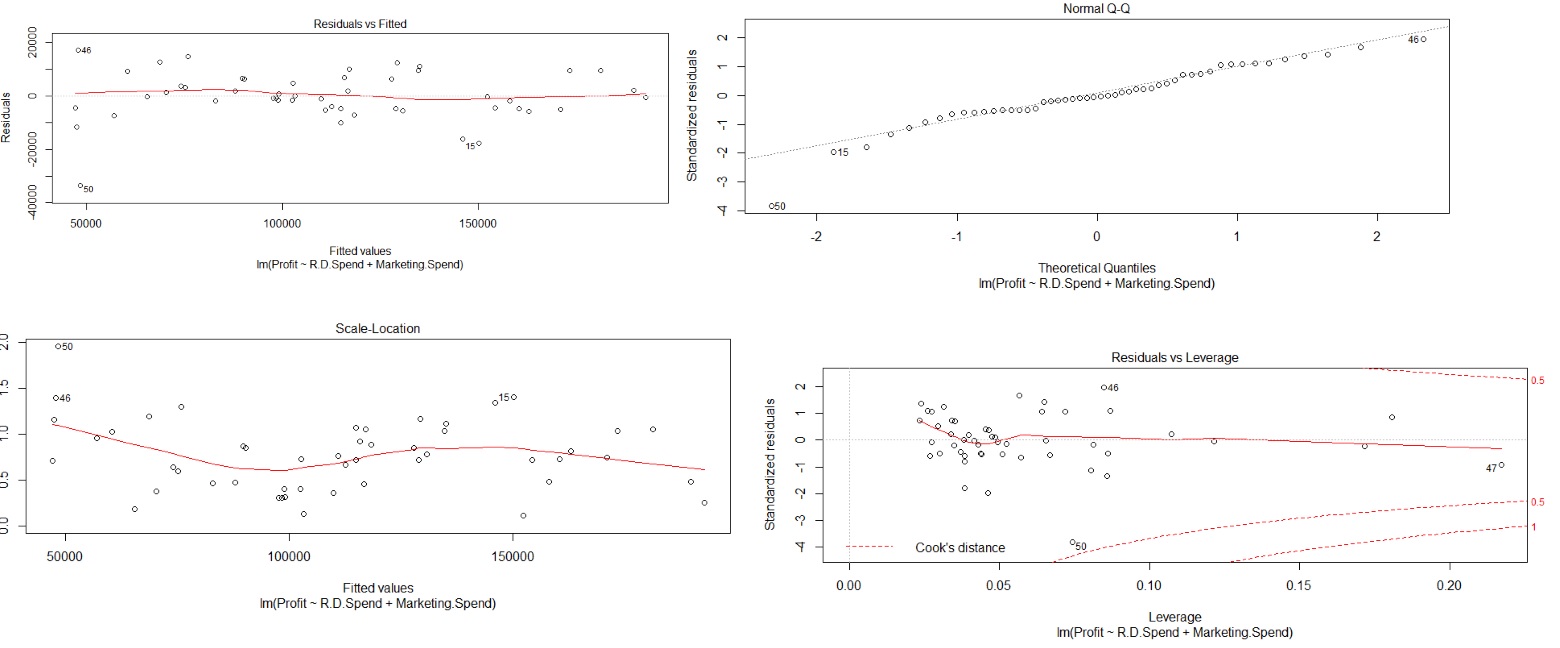 Residuals vs Fitted
Residuals
20000
0
-20000
-40000
46
15
50
50000 100000 150000
Fitted values
lm(Profit ~ R.D.Spend + Marketing.Spend)
Normal Q-Q
Standardized residuals
2
1
0
-1
-2
-3
-4
46
15
50
-2 -1 0 1 2
Theoretical Quantiles
lm(Profit ~ R.D.Spend + Marketing.Spend)
Scale-Location
2.0
1.5
1.0
0.5
0.0
50
46
15
50000 100000 150000
Fitted values
lm(Profit ~ R.D.Spend + Marketing.Spend)
Residuals vs Leverage
Standardized residuals
2
1
0
-1
-2
-3
-4
46
47
50
0.5
0.5
1
Cook's distance
0.00 0.05 0.10 0.15 0.20
Leverage
lm(Profit ~ R.D.Spend + Marketing.Spend)